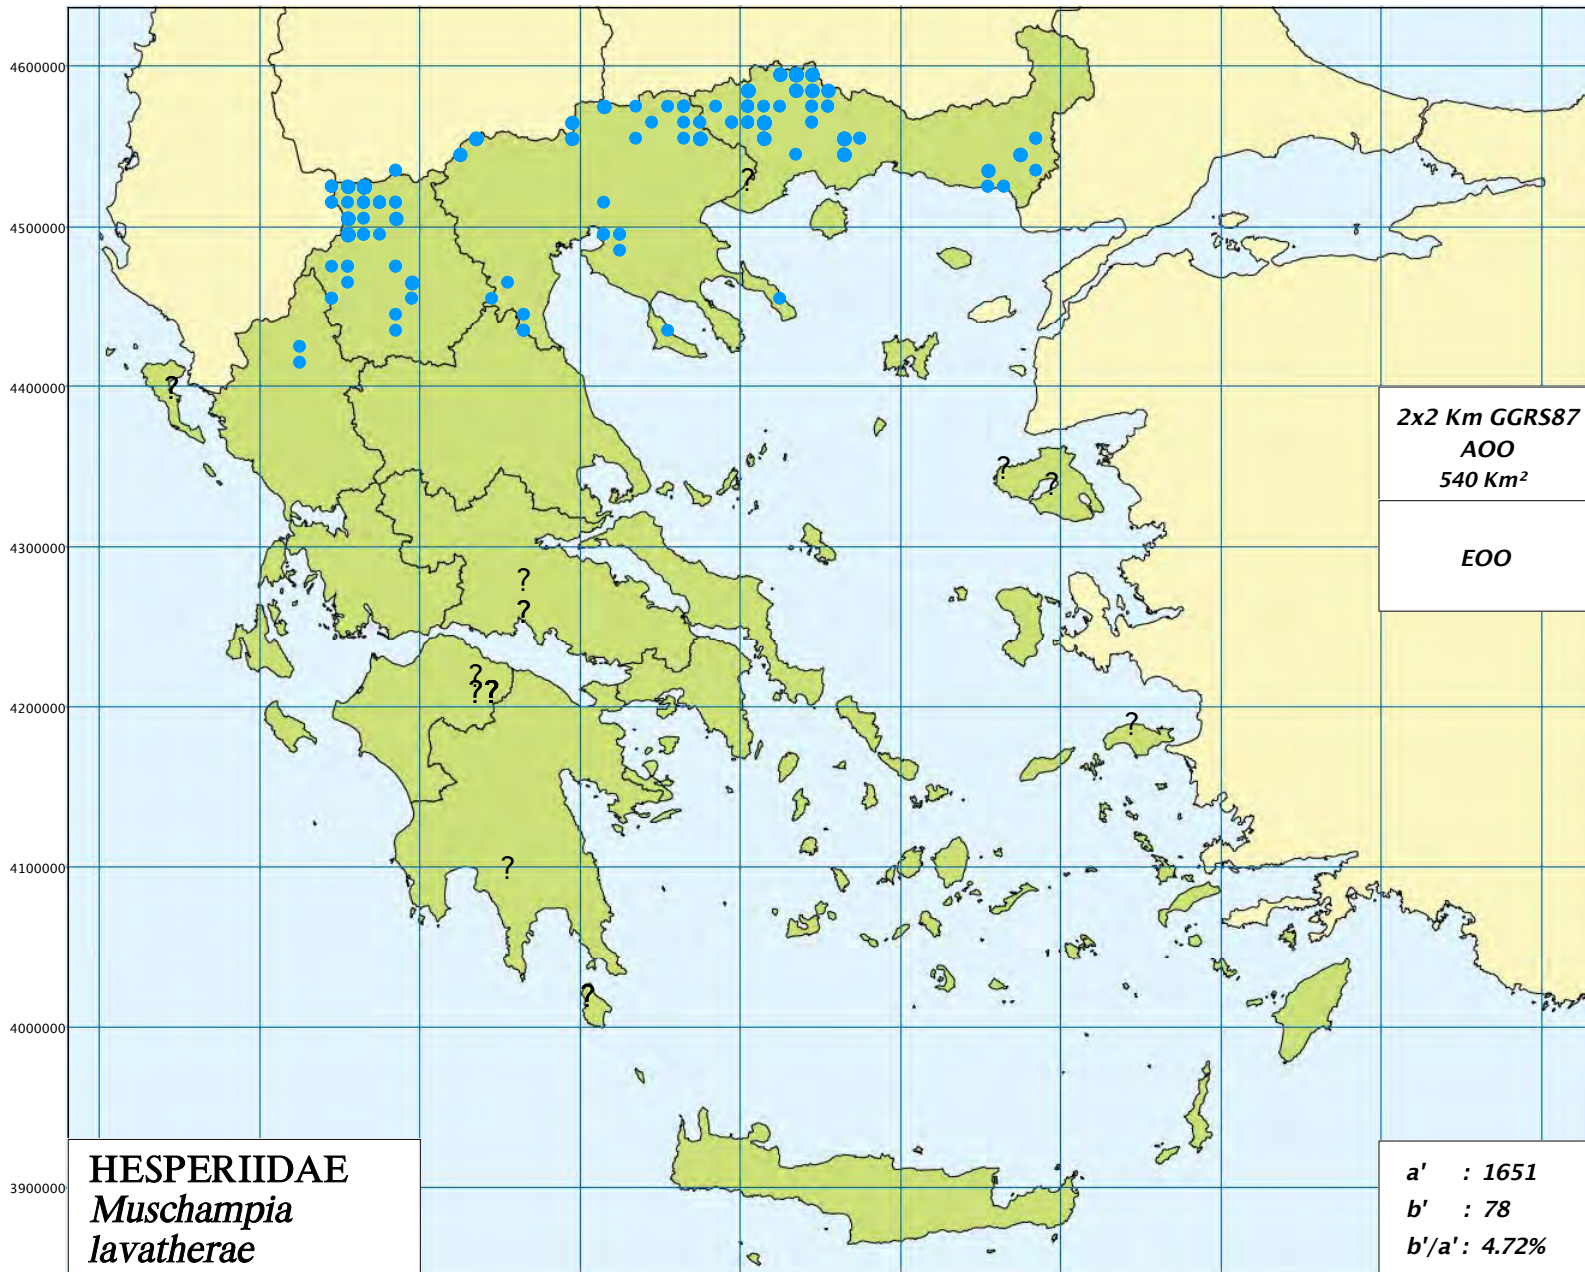 4600000
?
4500000
?
4400000
2x2 Km GGRS87
AOO
540 Km²
?
?
4300000
EOO
?
?
?
? ?
4200000
?
?
4100000
?
4000000
HESPERIIDAE
Muschampia
lavatherae
3900000
a' : 1651
b' : 78
b'/a' : 4.72%